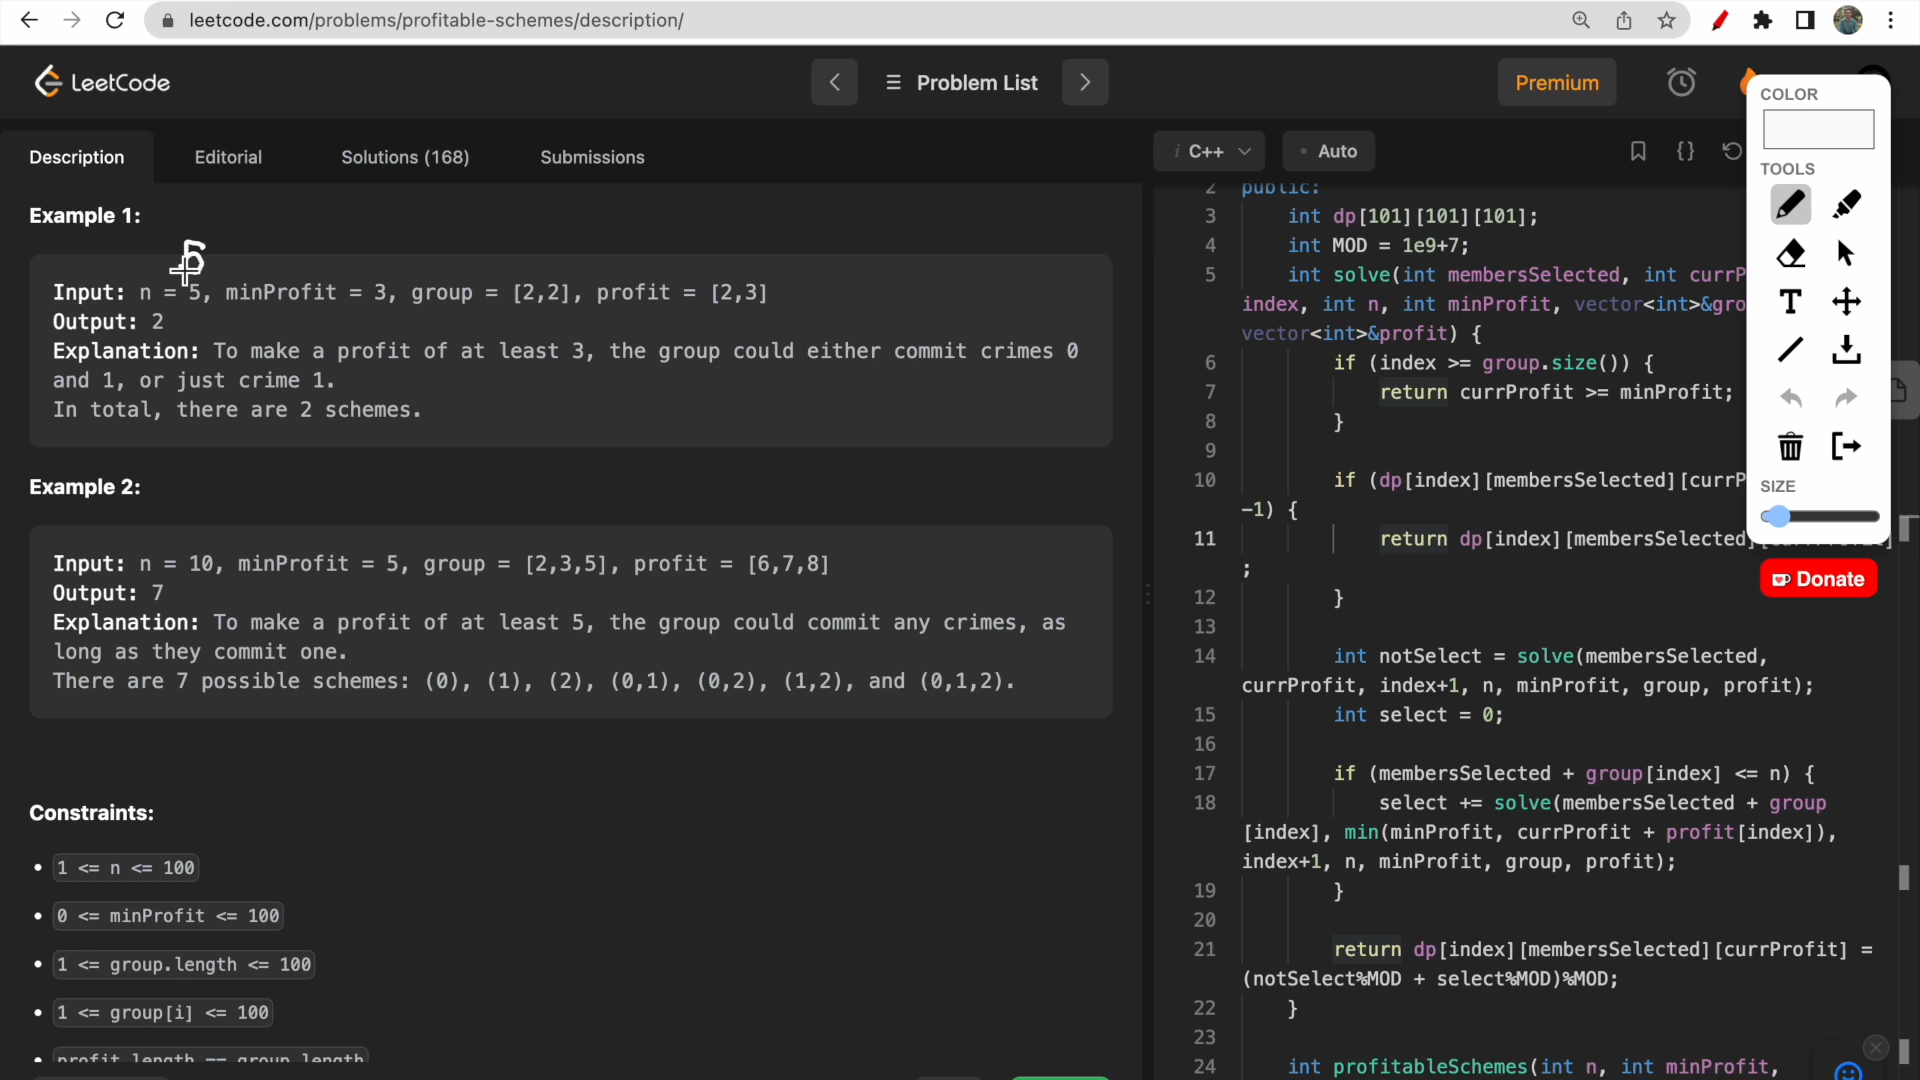 leetcode.com/problems/profitable-schemes/description/
LeetCode
Problem List
Premium
Description
Editorial
Solutions (168)
Submissions
Example 1:
5
Input: n = 5, minProfit = 3, group = [2,2], profit = [2,3]
Output: 2
Explanation: To make a profit of at least 3, the group could either commit crimes 0
and 1, or just crime 1.
In total, there are 2 schemes.
Example 2:
Input: n = 10, minProfit = 5, group = [2,3,5], profit = [6,7,8]
Output: 7
Explanation: To make a profit of at least 5, the group could commit any crimes, as
long as they commit one.
There are 7 possible schemes: (0), (1), (2), (0,1), (0,2), (1,2), and (0,1,2).
Constraints:
• 1 <= n <= 100
• 0 <= minProfit <= 100
• 1 <= group.length <= 100
• 1 <= group[i] <= 100
• profit.length == group.length
i C++
• Auto
{}
2 public:
3 int dp[101][101][101];
4 int MOD = 1e9+7;
5 int solve(int membersSelected, int currP
index, int n, int minProfit, vector<int>&gro
vector<int>&profit) {
6 if (index >= group.size()) {
7 return currProfit >= minProfit;
8 }
9
10 if (dp[index][membersSelected][currP
-1) {
11 return dp[index][membersSelected]
;
12 }
13
14 int notSelect = solve(membersSelected,
currProfit, index+1, n, minProfit, group, profit);
15 int select = 0;
16
17 if (membersSelected + group[index] <= n) {
18 select += solve(membersSelected + group
[index], min(minProfit, currProfit + profit[index]),
index+1, n, minProfit, group, profit);
19 }
20
21 return dp[index][membersSelected][currProfit] =
(notSelect%MOD + select%MOD)%MOD;
22 }
23
24 int profitableSchemes(int n, int minProfit,
COLOR
TOOLS
T
SIZE
Donate